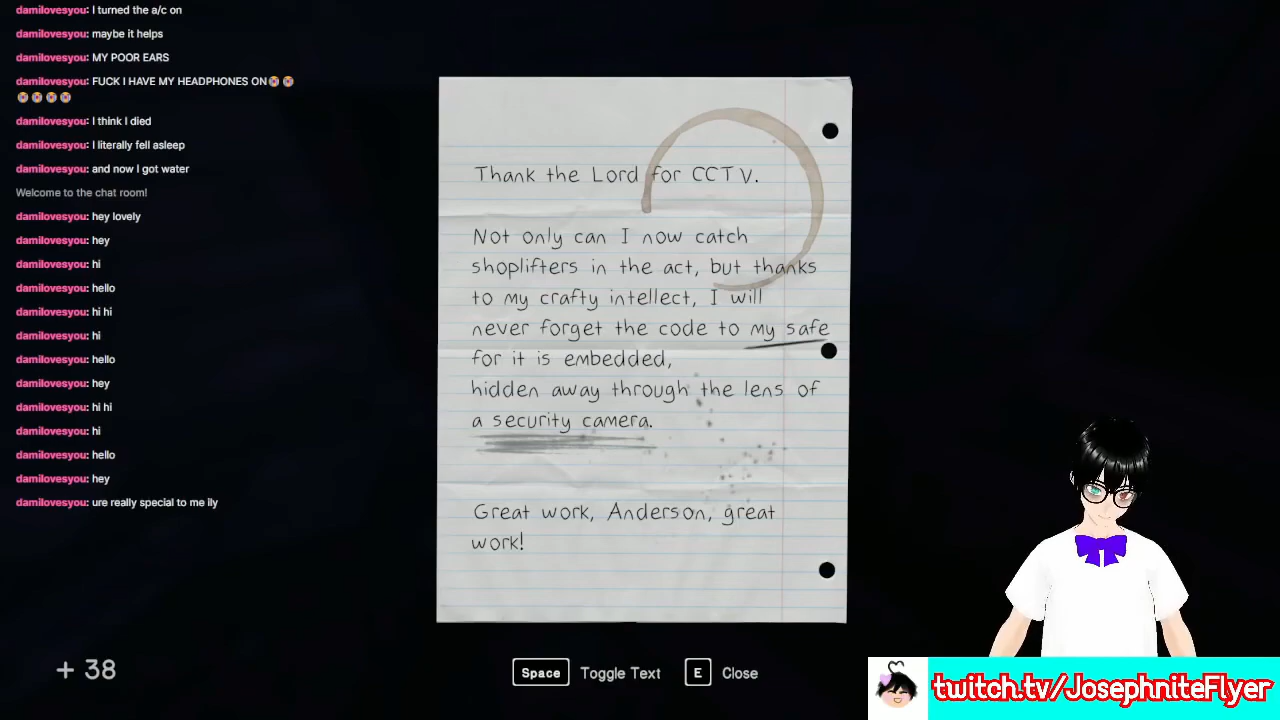 damilovesyou: I turned the a/c on
damilovesyou: maybe it helps
damilovesyou: MY POOR EARS
damilovesyou: FUCK I HAVE MY HEADPHONES ON😭😭
😭😭😭😭
damilovesyou: I think I died
damilovesyou: I literally fell asleep
damilovesyou: and now I got water
Welcome to the chat room!
damilovesyou: hey lovely
damilovesyou: hey
damilovesyou: hi
damilovesyou: hello
damilovesyou: hi hi
damilovesyou: hi
damilovesyou: hello
damilovesyou: hey
damilovesyou: hi hi
damilovesyou: hi
damilovesyou: hello
damilovesyou: hey
damilovesyou: ure really special to me ily
Thank the Lord for CCTV.
Not only can I now catch
shoplifters in the act, but thanks
to my crafty intellect, I will
never forget the code to my safe
for it is embedded,
hidden away through the lens of
a security camera.
Great work, Anderson, great
work!
+ 38
Space Toggle Text E Close
twitch.tv/JosephniteFlyer